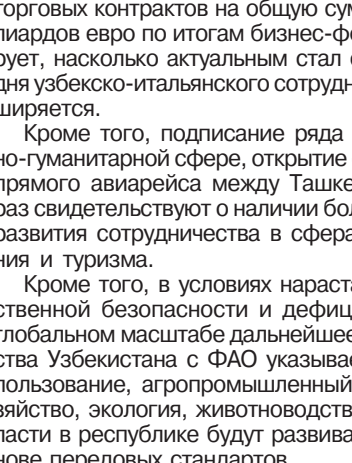 торговых контрактов на общую сум
лиардов евро по итогам бизнес-фо
рует, насколько актуальным стал с
дня узбекско-итальянского сотрудн
ширяется.
Кроме того, подписание ряда
но-гуманитарной сфере, открытие
прямого авиарейса между Ташке
раз свидетельствуют о наличии бол
развития сотрудничества в сфера
ния и туризма.
Кроме того, в условиях нараста
ственной безопасности и дефиц
глобальном масштабе дальнейшее
ства Узбекистана с ФАО указывае
пользование, агропромышленный
зяйство, экология, животноводств
ласти в республике будут развива
нове передовых стандартов